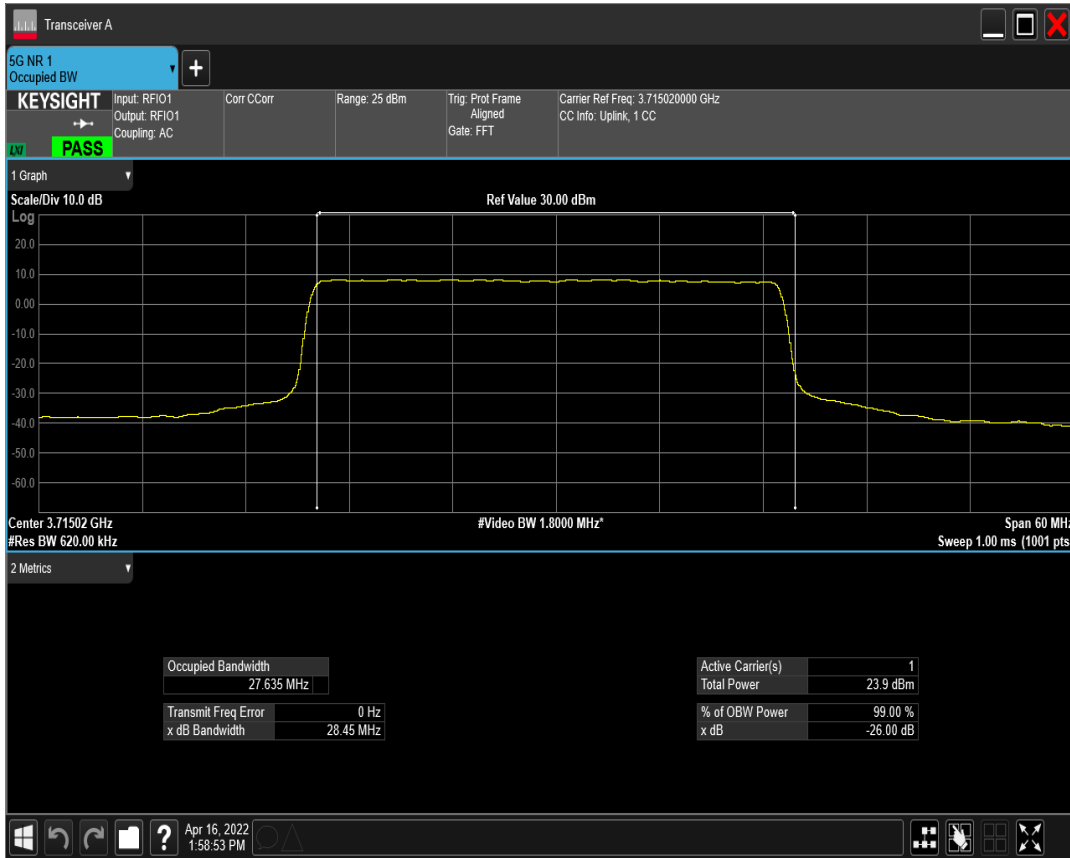 Transceiver A
5G NR 1
Occupied BW
+
KEYSIGHT
LXI
PASS
Input: RFIO1
Output: RFIO1
Coupling: AC
Corr CCorr
Range: 25 dBm
Trig: Prot Frame
Aligned
Gate: FFT
Carrier Ref Freq: 3.715020000 GHz
CC Info: Uplink, 1 CC
1 Graph
Scale/Div 10.0 dB
Ref Value 30.00 dBm
Log
20.0
10.0
0.00
-10.0
-20.0
-30.0
-40.0
-50.0
-60.0
Center 3.71502 GHz
#Video BW 1.8000 MHz*
Span 60 MHz
#Res BW 620.00 kHz
Sweep 1.00 ms (1001 pts
2 Metrics
Occupied Bandwidth
27.635 MHz
Transmit Freq Error 0 Hz
x dB Bandwidth 28.45 MHz
Active Carrier(s) 1
Total Power 23.9 dBm
% of OBW Power 99.00 %
x dB -26.00 dB
?
Apr 16, 2022
1:58:53 PM